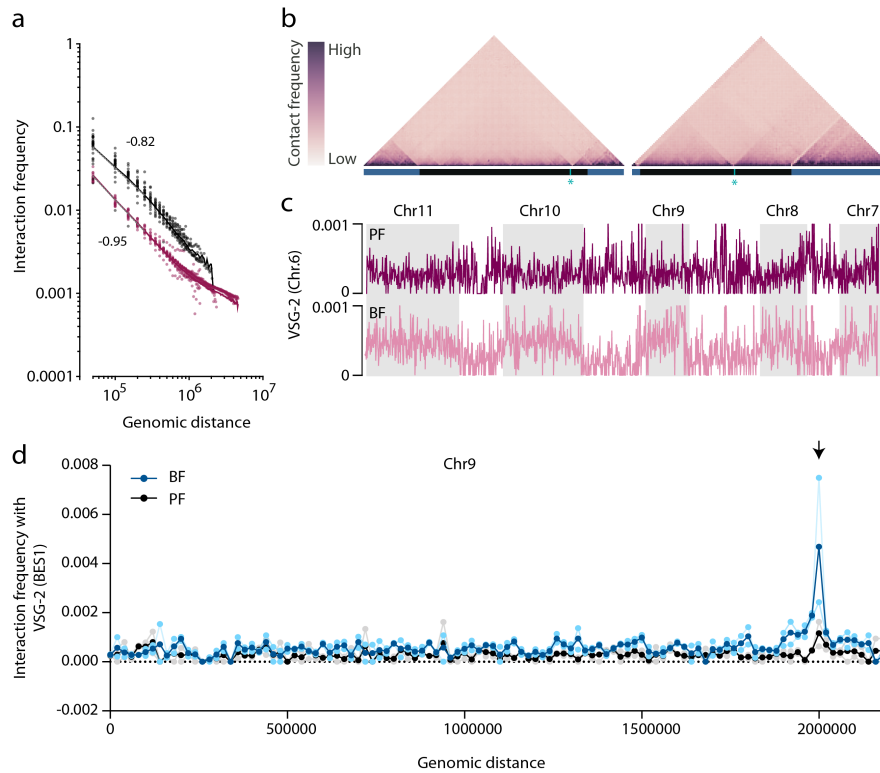 a
Interaction frequency
1
0.1
0.01
0.001
0.0001
-0.82
-0.95
10^5
10^6
10^7
Genomic distance
b
Contact frequency
High
Low
*
*
c
Chr11
Chr10
Chr9
Chr8
Chr7
VSG-2 (Chr.6)
0.001
PF
0
0.001
BF
0
d
Chr9
Interaction frequency with
VSG-2 (BES1)
0.008
0.006
0.004
0.002
0.000
-0.002
BF
PF
0
500000
1000000
1500000
2000000
Genomic distance